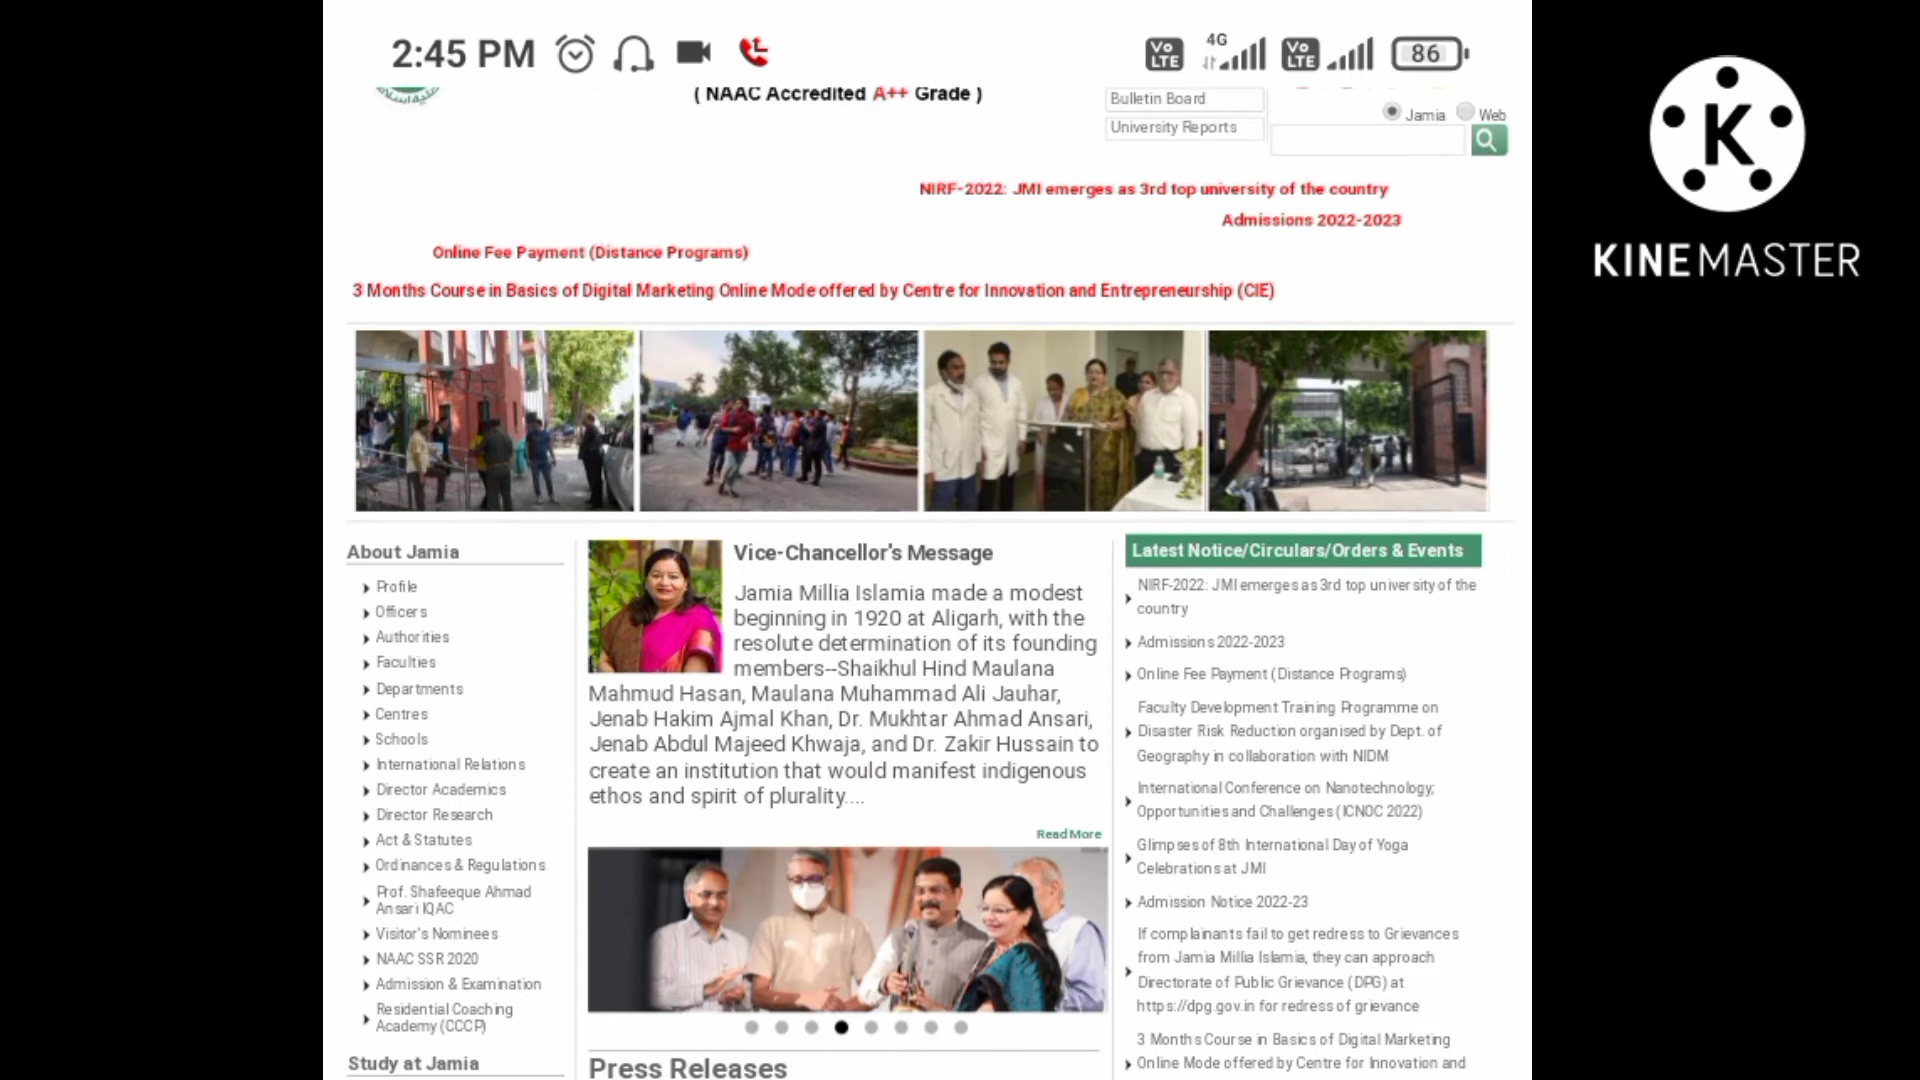 2:45 PM
4G
Vo LTE
Vo LTE
86
( NAAC Accredited A++ Grade )
Bulletin Board
University Reports
Jamia
Web
NIRF-2022: JMI emerges as 3rd top university of the country
Admissions 2022-2023
Online Fee Payment (Distance Programs)
3 Months Course in Basics of Digital Marketing Online Mode offered by Centre for Innovation and Entrepreneurship (CIE)
K
KINEMASTER
About Jamia
Profile
Officers
Authorities
Faculties
Departments
Centres
Schools
International Relations
Director Academics
Director Research
Act & Statutes
Ordinances & Regulations
Prof. Shafeeque Ahmad
Ansari IQAC
Visitor's Nominees
NAAC SSR 2020
Admission & Examination
Residential Coaching
Academy (CCCP)
Study at Jamia
Vice-Chancellor's Message
Jamia Millia Islamia made a modest
beginning in 1920 at Aligarh, with the
resolute determination of its founding
members--Shaikhul Hind Maulana
Mahmud Hasan, Maulana Muhammad Ali Jauhar,
Jenab Hakim Ajmal Khan, Dr. Mukhtar Ahmad Ansari,
Jenab Abdul Majeed Khwaja, and Dr. Zakir Hussain to
create an institution that would manifest indigenous
ethos and spirit of plurality....
Read More
Press Releases
Latest Notice/Circulars/Orders & Events
NIRF-2022: JMI emerges as 3rd top university of the
country
Admissions 2022-2023
Online Fee Payment (Distance Programs)
Faculty Development Training Programme on
Disaster Risk Reduction organised by Dept. of
Geography in collaboration with NIDM
International Conference on Nanotechnology;
Opportunities and Challenges (ICNOC 2022)
Glimpses of 8th International Day of Yoga
Celebrations at JMI
Admission Notice 2022-23
If complainants fail to get redress to Grievances
from Jamia Millia Islamia, they can approach
Directorate of Public Grievance (DPG) at
https://dpg.gov.in for redress of grievance
3 Months Course in Basics of Digital Marketing
Online Mode offered by Centre for Innovation and